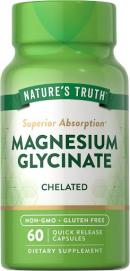 NATURE'S TRUTH®
Superior Absorption*
MAGNESIUM
GLYCINATE
CHELATED
NON-GMO • GLUTEN FREE
60 QUICK RELEASE
CAPSULES
DIETARY SUPPLEMENT